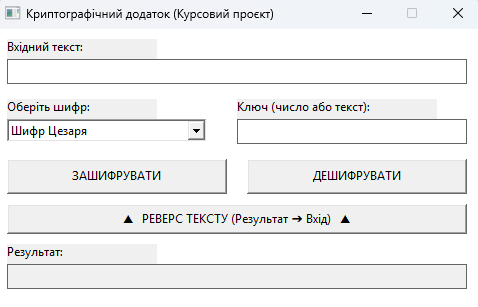 Криптографічний додаток (Курсовий проєкт)
Вхідний текст:
Оберіть шифр:
Ключ (число або текст):
Шифр Цезаря
ЗАШИФРУВАТИ
ДЕШИФРУВАТИ
▲ РЕВЕРС ТЕКСТУ (Результат ➔ Вхід) ▲
Результат: